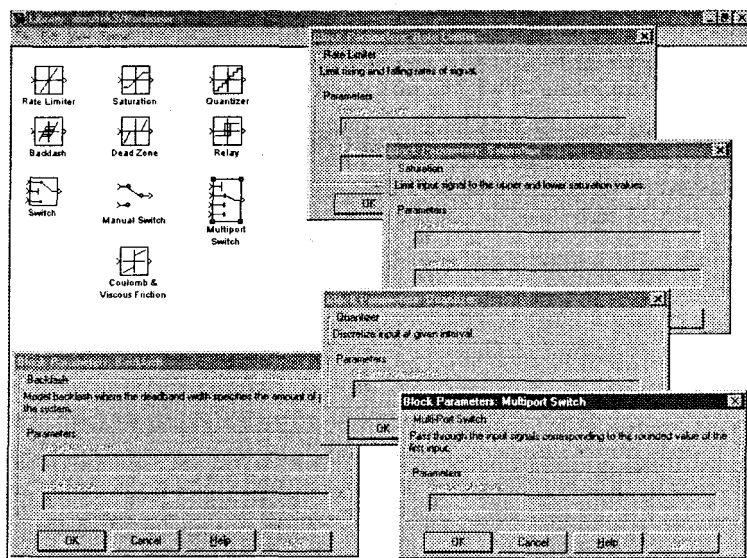 Rate Limiter
Saturation
Quantizer
Backlash
Dead Zone
Relay
Switch
Manual Switch
Multiport
Switch
Coulomb &
Viscous Friction
Rate Limiter
Limit rising and falling rates of signal.
Parameters
OK
Saturation
Limit input signal to the upper and lower saturation values.
Parameters
Quantizer
Discretize input at given interval.
Parameters
OK
Backlash
Model backlash where the deadband width specifies the amount of
the system.
Parameters
OK
Cancel
Help
Block Parameters: Multiport Switch
Multi-Port Switch
Pass through the input signals corresponding to the rounded value of the
first input.
Parameters
OK
Cancel
Help